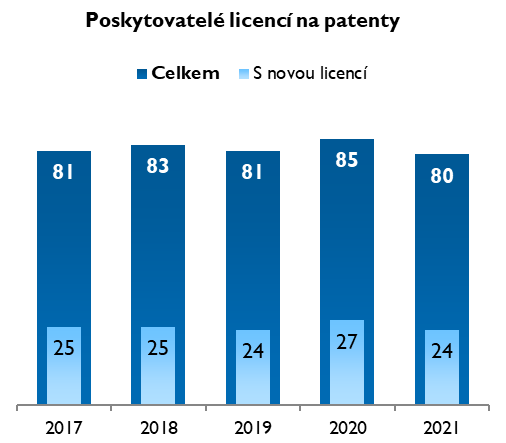 Poskytovatelé licencí na patenty
Celkem S novou licencí
81 83 81 85 80
25 25 24 27 24
2017 2018 2019 2020 2021